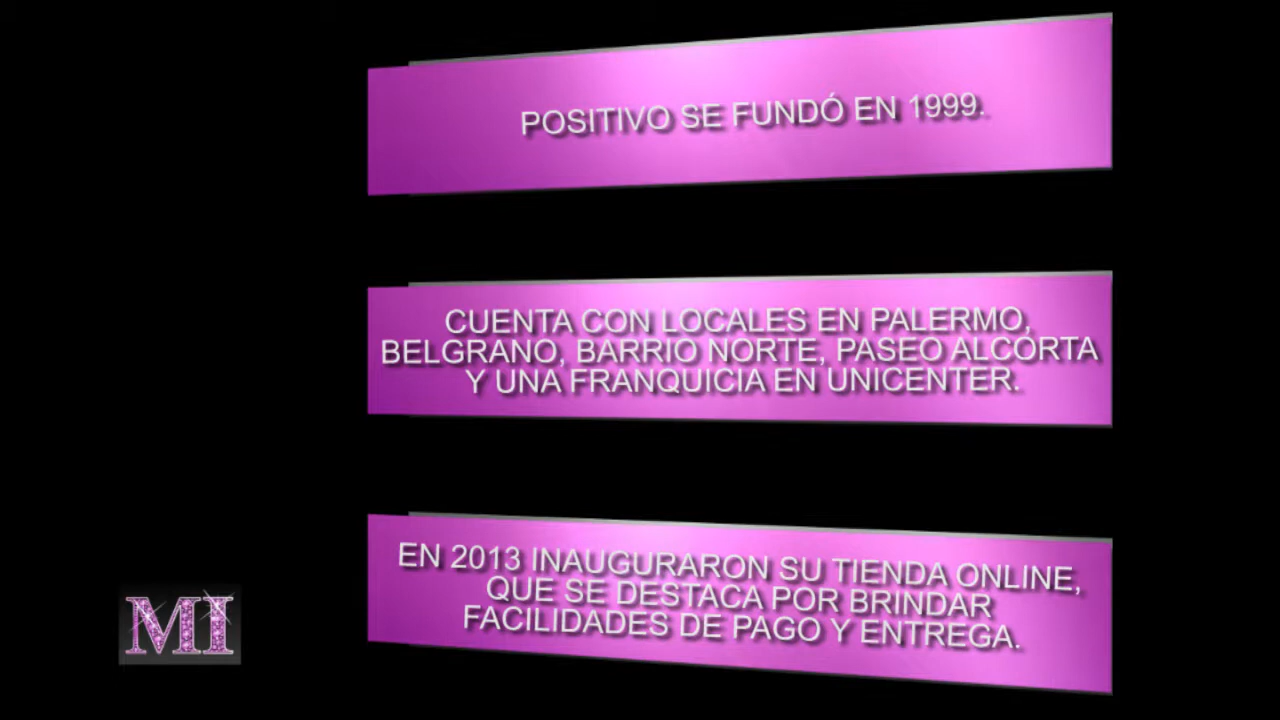 POSITIVO SE FUNDÓ EN 1999.
CUENTA CON LOCALES EN PALERMO,
BELGRANO, BARRIO NORTE, PASEO ALCORTA
Y UNA FRANQUICIA EN UNICENTER.
EN 2013 INAUGURARON SU TIENDA ONLINE,
QUE SE DESTACA POR BRINDAR
FACILIDADES DE PAGO Y ENTREGA.
MI